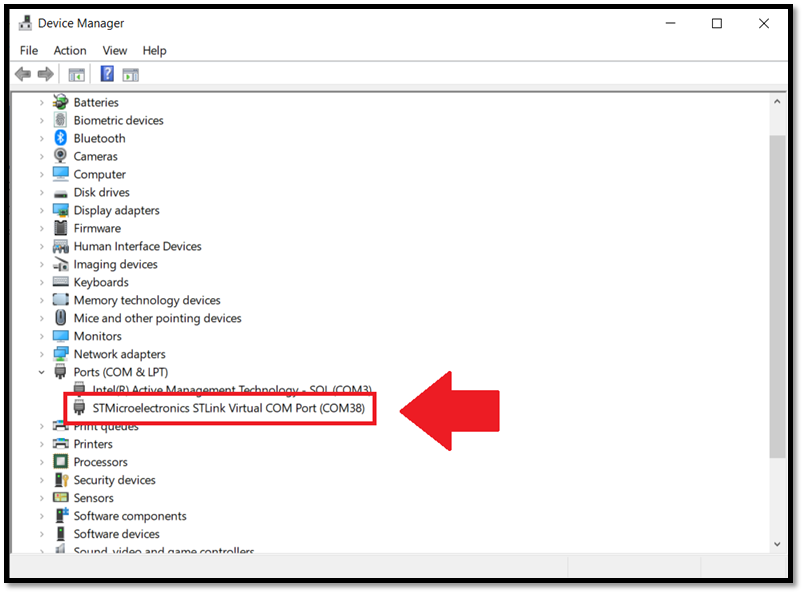 Device Manager
File Action View Help
Batteries
Biometric devices
Bluetooth
Cameras
Computer
Disk drives
Display adapters
Firmware
Human Interface Devices
Imaging devices
Keyboards
Memory technology devices
Mice and other pointing devices
Monitors
Network adapters
Ports (COM & LPT)
Intel(R) Active Management Technology - SOL (COM3)
STMicroelectronics STLink Virtual COM Port (COM38)
Print queues
Printers
Processors
Security devices
Sensors
Software components
Software devices
Sound, video and game controllers